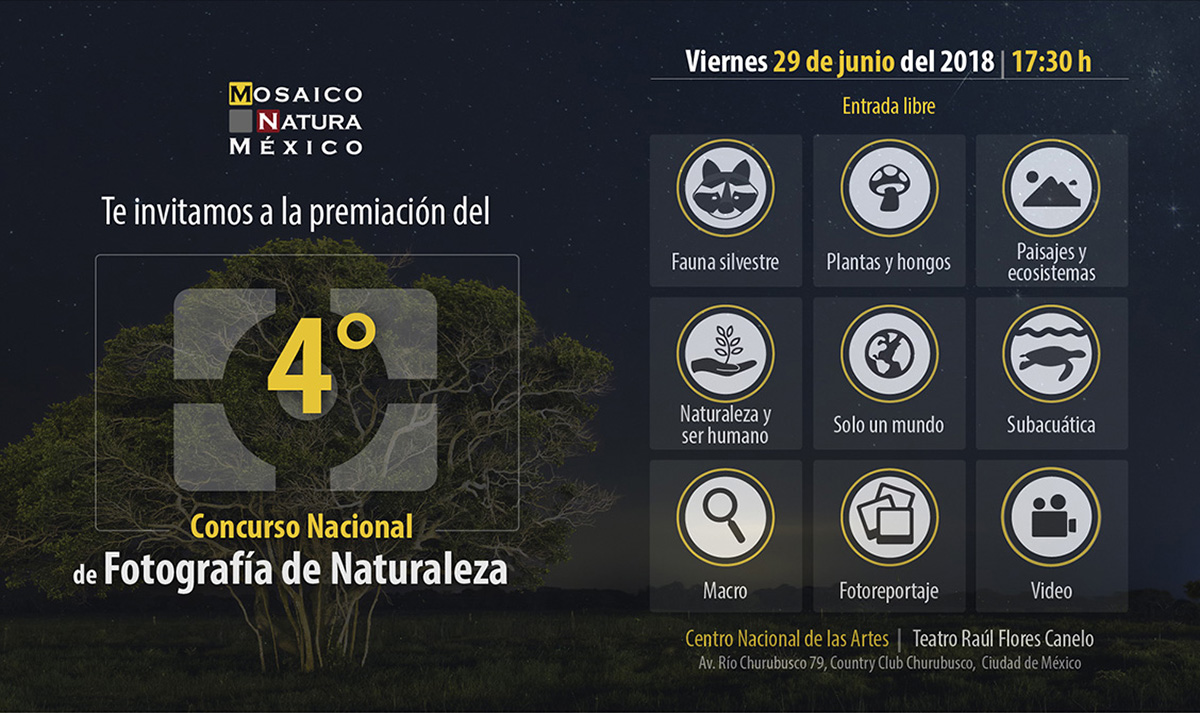 MOSAICO
NATURA
MÉXICO
Te invitamos a la premiación del
4°
Concurso Nacional
de Fotografía de Naturaleza
Viernes 29 de junio del 2018 | 17:30 h
Entrada libre
Fauna silvestre
Plantas y hongos
Paisajes y
ecosistemas
Naturaleza y
ser humano
Solo un mundo
Subacuática
Macro
Fotoreportaje
Video
Centro Nacional de las Artes | Teatro Raúl Flores Canelo
Av. Río Churubusco 79, Country Club Churubusco, Ciudad de México